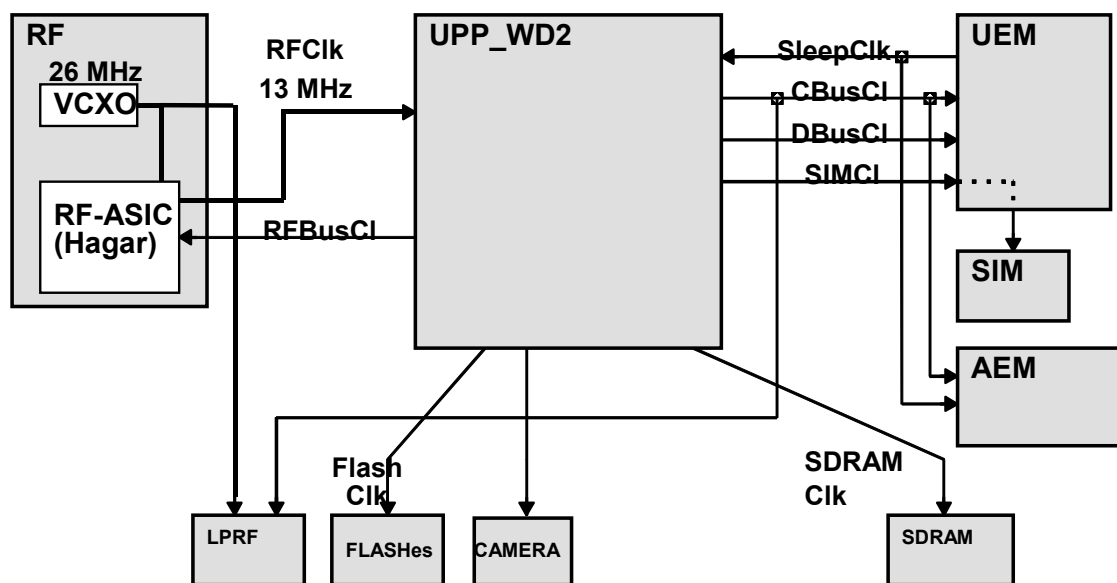 RF
26 MHz
VCXO
RF-ASIC
(Hagar)
RFClk
13 MHz
RFBusCl
UPP_WD2
SleepClk
CBusCl
DBusCl
SIMCl
UEM
SIM
AEM
Flash
Clk
SDRAM
Clk
LPRF
FLASHes
CAMERA
SDRAM